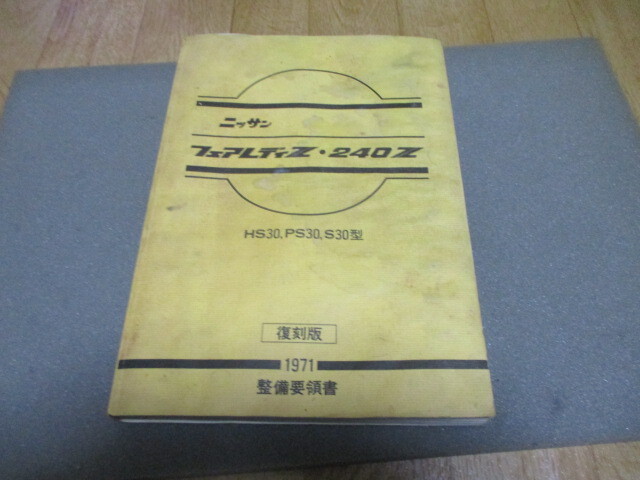 ニッサン
フェアレディZ・240Z
HS30, PS30, S30型
復刻版
1971
整備要領書